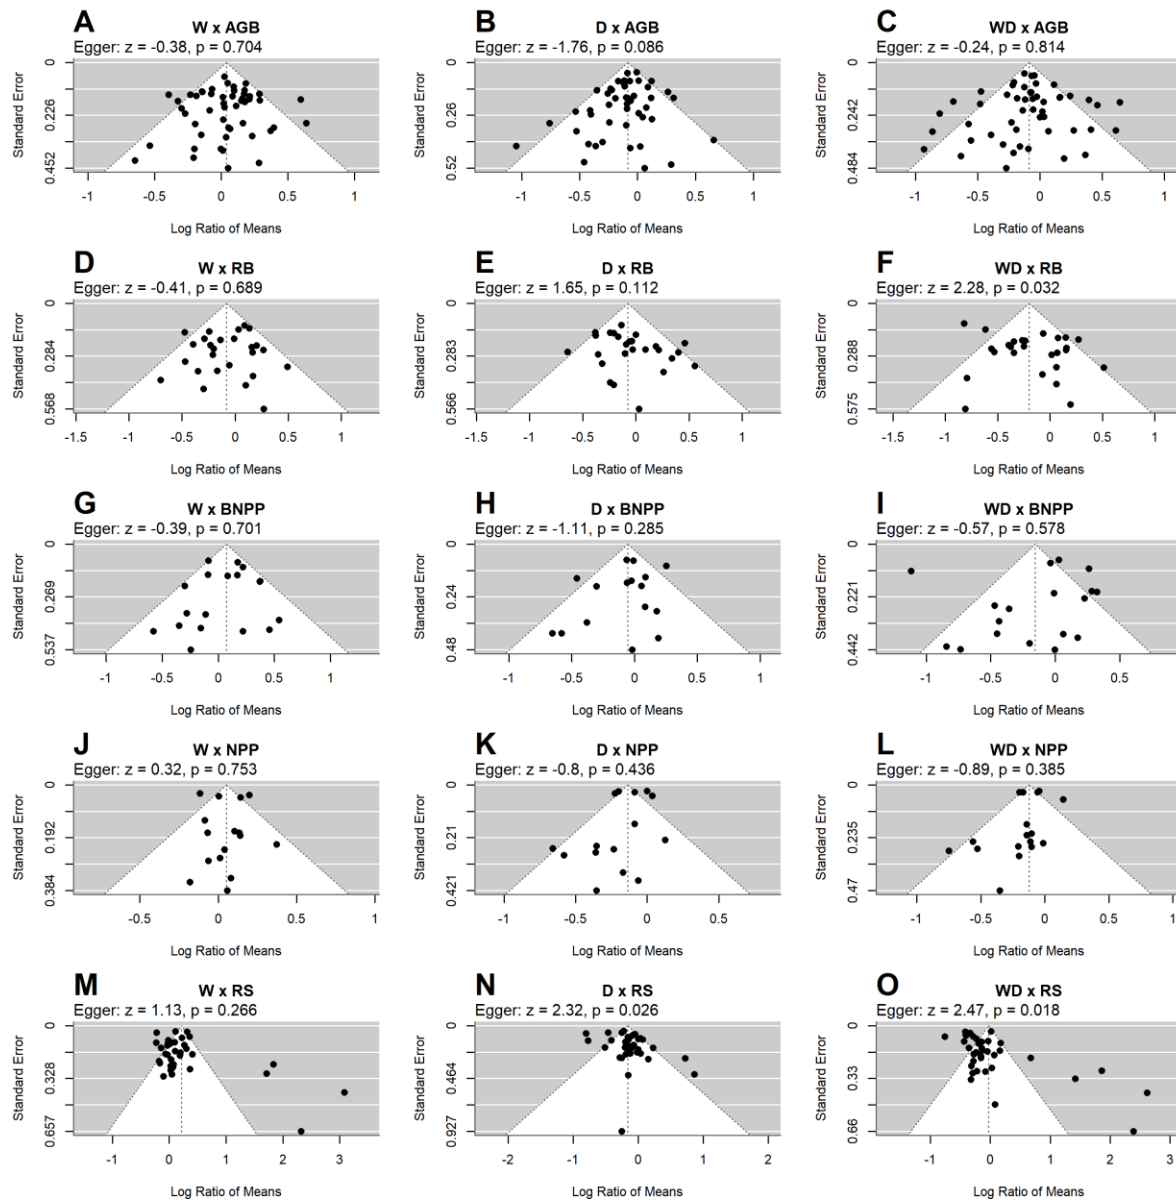 A
W x AGB
Egger: z = -0.38, p = 0.704
Standard Error
0
0.226
0.452
-1 -0.5 0 0.5 1
Log Ratio of Means
B
D x AGB
Egger: z = -1.76, p = 0.086
Standard Error
0
0.26
0.52
-1 -0.5 0 0.5 1
Log Ratio of Means
C
WD x AGB
Egger: z = -0.24, p = 0.814
Standard Error
0
0.242
0.484
-1 -0.5 0 0.5 1
Log Ratio of Means
D
W x RB
Egger: z = -0.41, p = 0.689
Standard Error
0
0.284
0.568
-1.5 -1 -0.5 0 0.5 1
Log Ratio of Means
E
D x RB
Egger: z = 1.65, p = 0.112
Standard Error
0
0.283
0.566
-1.5 -1 -0.5 0 0.5 1
Log Ratio of Means
F
WD x RB
Egger: z = 2.28, p = 0.032
Standard Error
0
0.288
0.575
-1.5 -1 -0.5 0 0.5 1
Log Ratio of Means
G
W x BNPP
Egger: z = -0.39, p = 0.701
Standard Error
0
0.269
0.537
-1 -0.5 0 0.5 1
Log Ratio of Means
H
D x BNPP
Egger: z = -1.11, p = 0.285
Standard Error
0
0.24
0.48
-1 -0.5 0 0.5 1
Log Ratio of Means
I
WD x BNPP
Egger: z = -0.57, p = 0.578
Standard Error
0
0.221
0.442
-1 -0.5 0 0.5
Log Ratio of Means
J
W x NPP
Egger: z = 0.32, p = 0.753
Standard Error
0
0.192
0.384
-0.5 0 0.5 1
Log Ratio of Means
K
D x NPP
Egger: z = -0.8, p = 0.436
Standard Error
0
0.21
0.421
-1 -0.5 0 0.5
Log Ratio of Means
L
WD x NPP
Egger: z = -0.89, p = 0.385
Standard Error
0
0.235
0.47
-1 -0.5 0 0.5 1
Log Ratio of Means
M
W x RS
Egger: z = 1.13, p = 0.266
Standard Error
0
0.328
0.657
-1 0 1 2 3
Log Ratio of Means
N
D x RS
Egger: z = 2.32, p = 0.026
Standard Error
0
0.464
0.927
-2 -1 0 1 2
Log Ratio of Means
O
WD x RS
Egger: z = 2.47, p = 0.018
Standard Error
0
0.33
0.66
-1 0 1 2 3
Log Ratio of Means